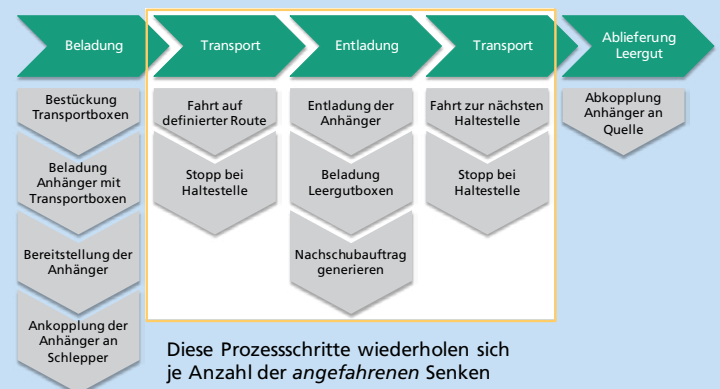 Beladung
Transport
Entladung
Transport
Ablieferung
Leergut
Bestückung
Transportboxen
Beladung
Anhänger mit
Transportboxen
Bereitstellung der
Anhänger
Ankopplung der
Anhänger an
Schlepper
Fahrt auf
definierter Route
Stopp bei
Haltestelle
Entladung der
Anhänger
Beladung
Leergutboxen
Nachschubauftrag
generieren
Fahrt zur nächsten
Haltestelle
Stopp bei
Haltestelle
Abkopplung
Anhänger an
Quelle
Diese Prozessschritte wiederholen sich
je Anzahl der angefahrenen Senken